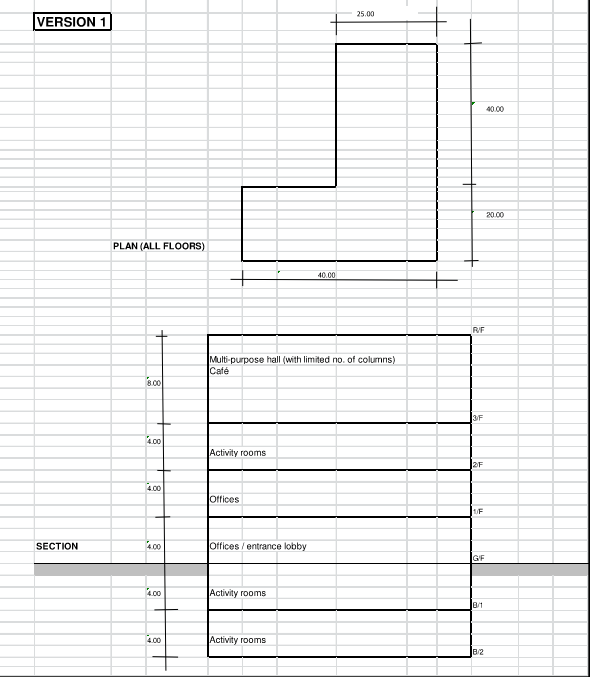 VERSION 1
25.00
40.00
20.00
PLAN (ALL FLOORS)
40.00
R/F
Multi-purpose hall (with limited no. of columns)
Café
8.00
3/F
4.00
Activity rooms
2/F
4.00
Offices
1/F
SECTION
4.00
Offices / entrance lobby
G/F
4.00
Activity rooms
B/1
4.00
Activity rooms
B/2